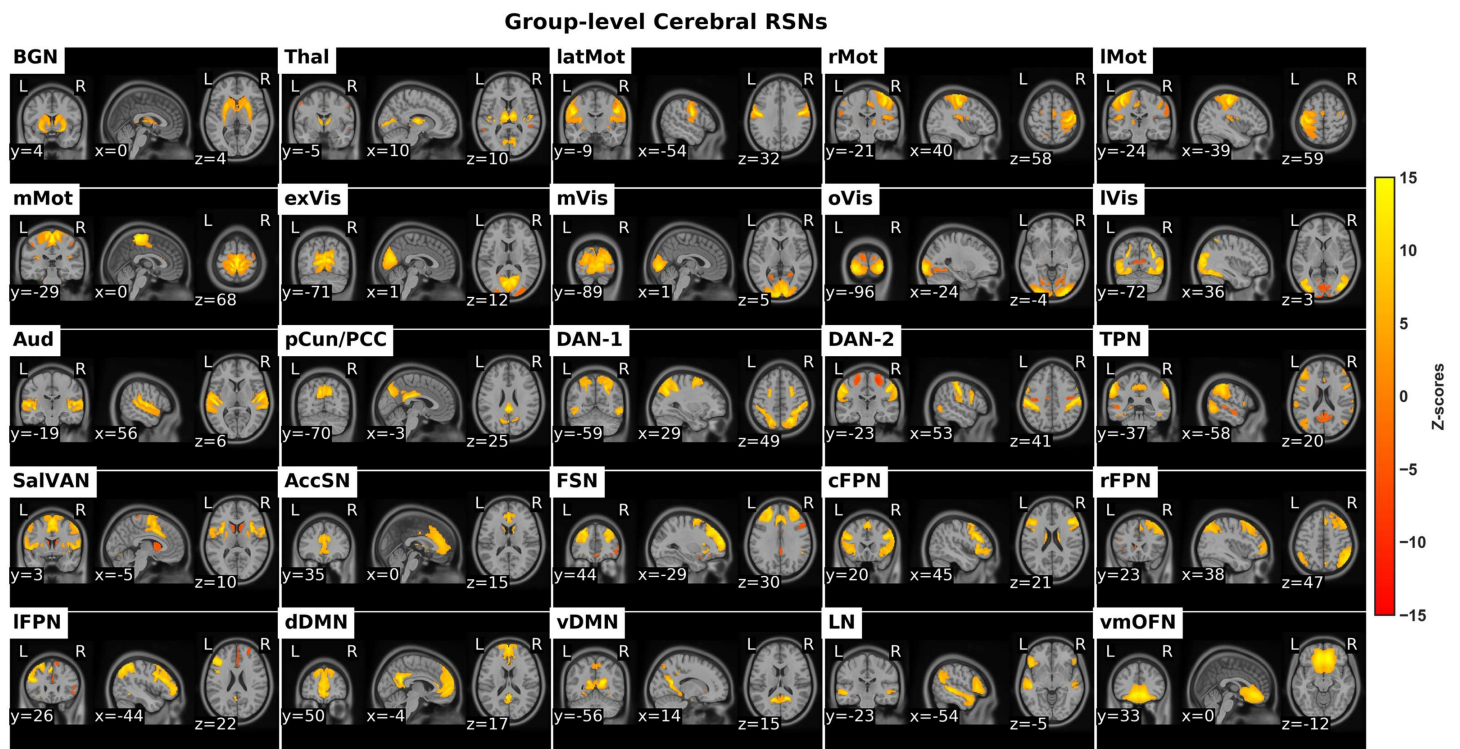 Group-level Cerebral RSNs
BGN Thal latMot rMot lMot
L R L R L R L R L R
y=4 x=0 z=4 y=-5 x=10 z=10 y=-9 x=-54 z=32 y=-21 x=40 z=58 y=-24 x=-39 z=59
mMot exVis mVis oVis lVis
L R L R L R L R L R
y=-29 x=0 z=68 y=-71 x=1 z=12 y=-89 x=1 z=5 y=-96 x=-24 z=-4 y=-72 x=36 z=3
Aud pCun/PCC DAN-1 DAN-2 TPN
L R L R L R L R L R
y=-19 x=56 z=6 y=-70 x=-3 z=25 y=-59 x=29 z=49 y=-23 x=53 z=41 y=-37 x=-58 z=20
SalVAN AccSN FSN cFPN rFPN
L R L R L R L R L R
y=3 x=-5 z=10 y=35 x=0 z=15 y=44 x=-29 z=30 y=20 x=45 z=21 y=23 x=38 z=47
lFPN dDMN vDMN LN vmOFN
L R L R L R L R L R
y=26 x=-44 z=22 y=50 x=-4 z=17 y=-56 x=14 z=15 y=-23 x=-54 z=-5 y=33 x=0 z=-12
15
10
5
0
−5
−10
−15
Z-scores